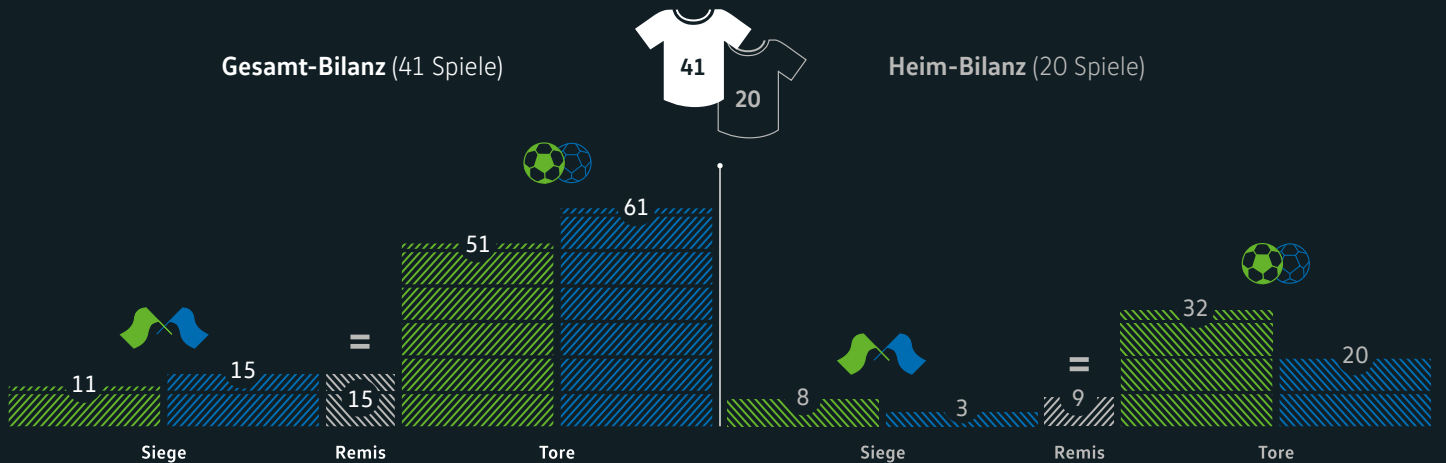 Gesamt-Bilanz (41 Spiele)
41
20
Heim-Bilanz (20 Spiele)
11
15
=
15
51
61
Siege
Remis
Tore
8
3
=
9
32
20
Siege
Remis
Tore